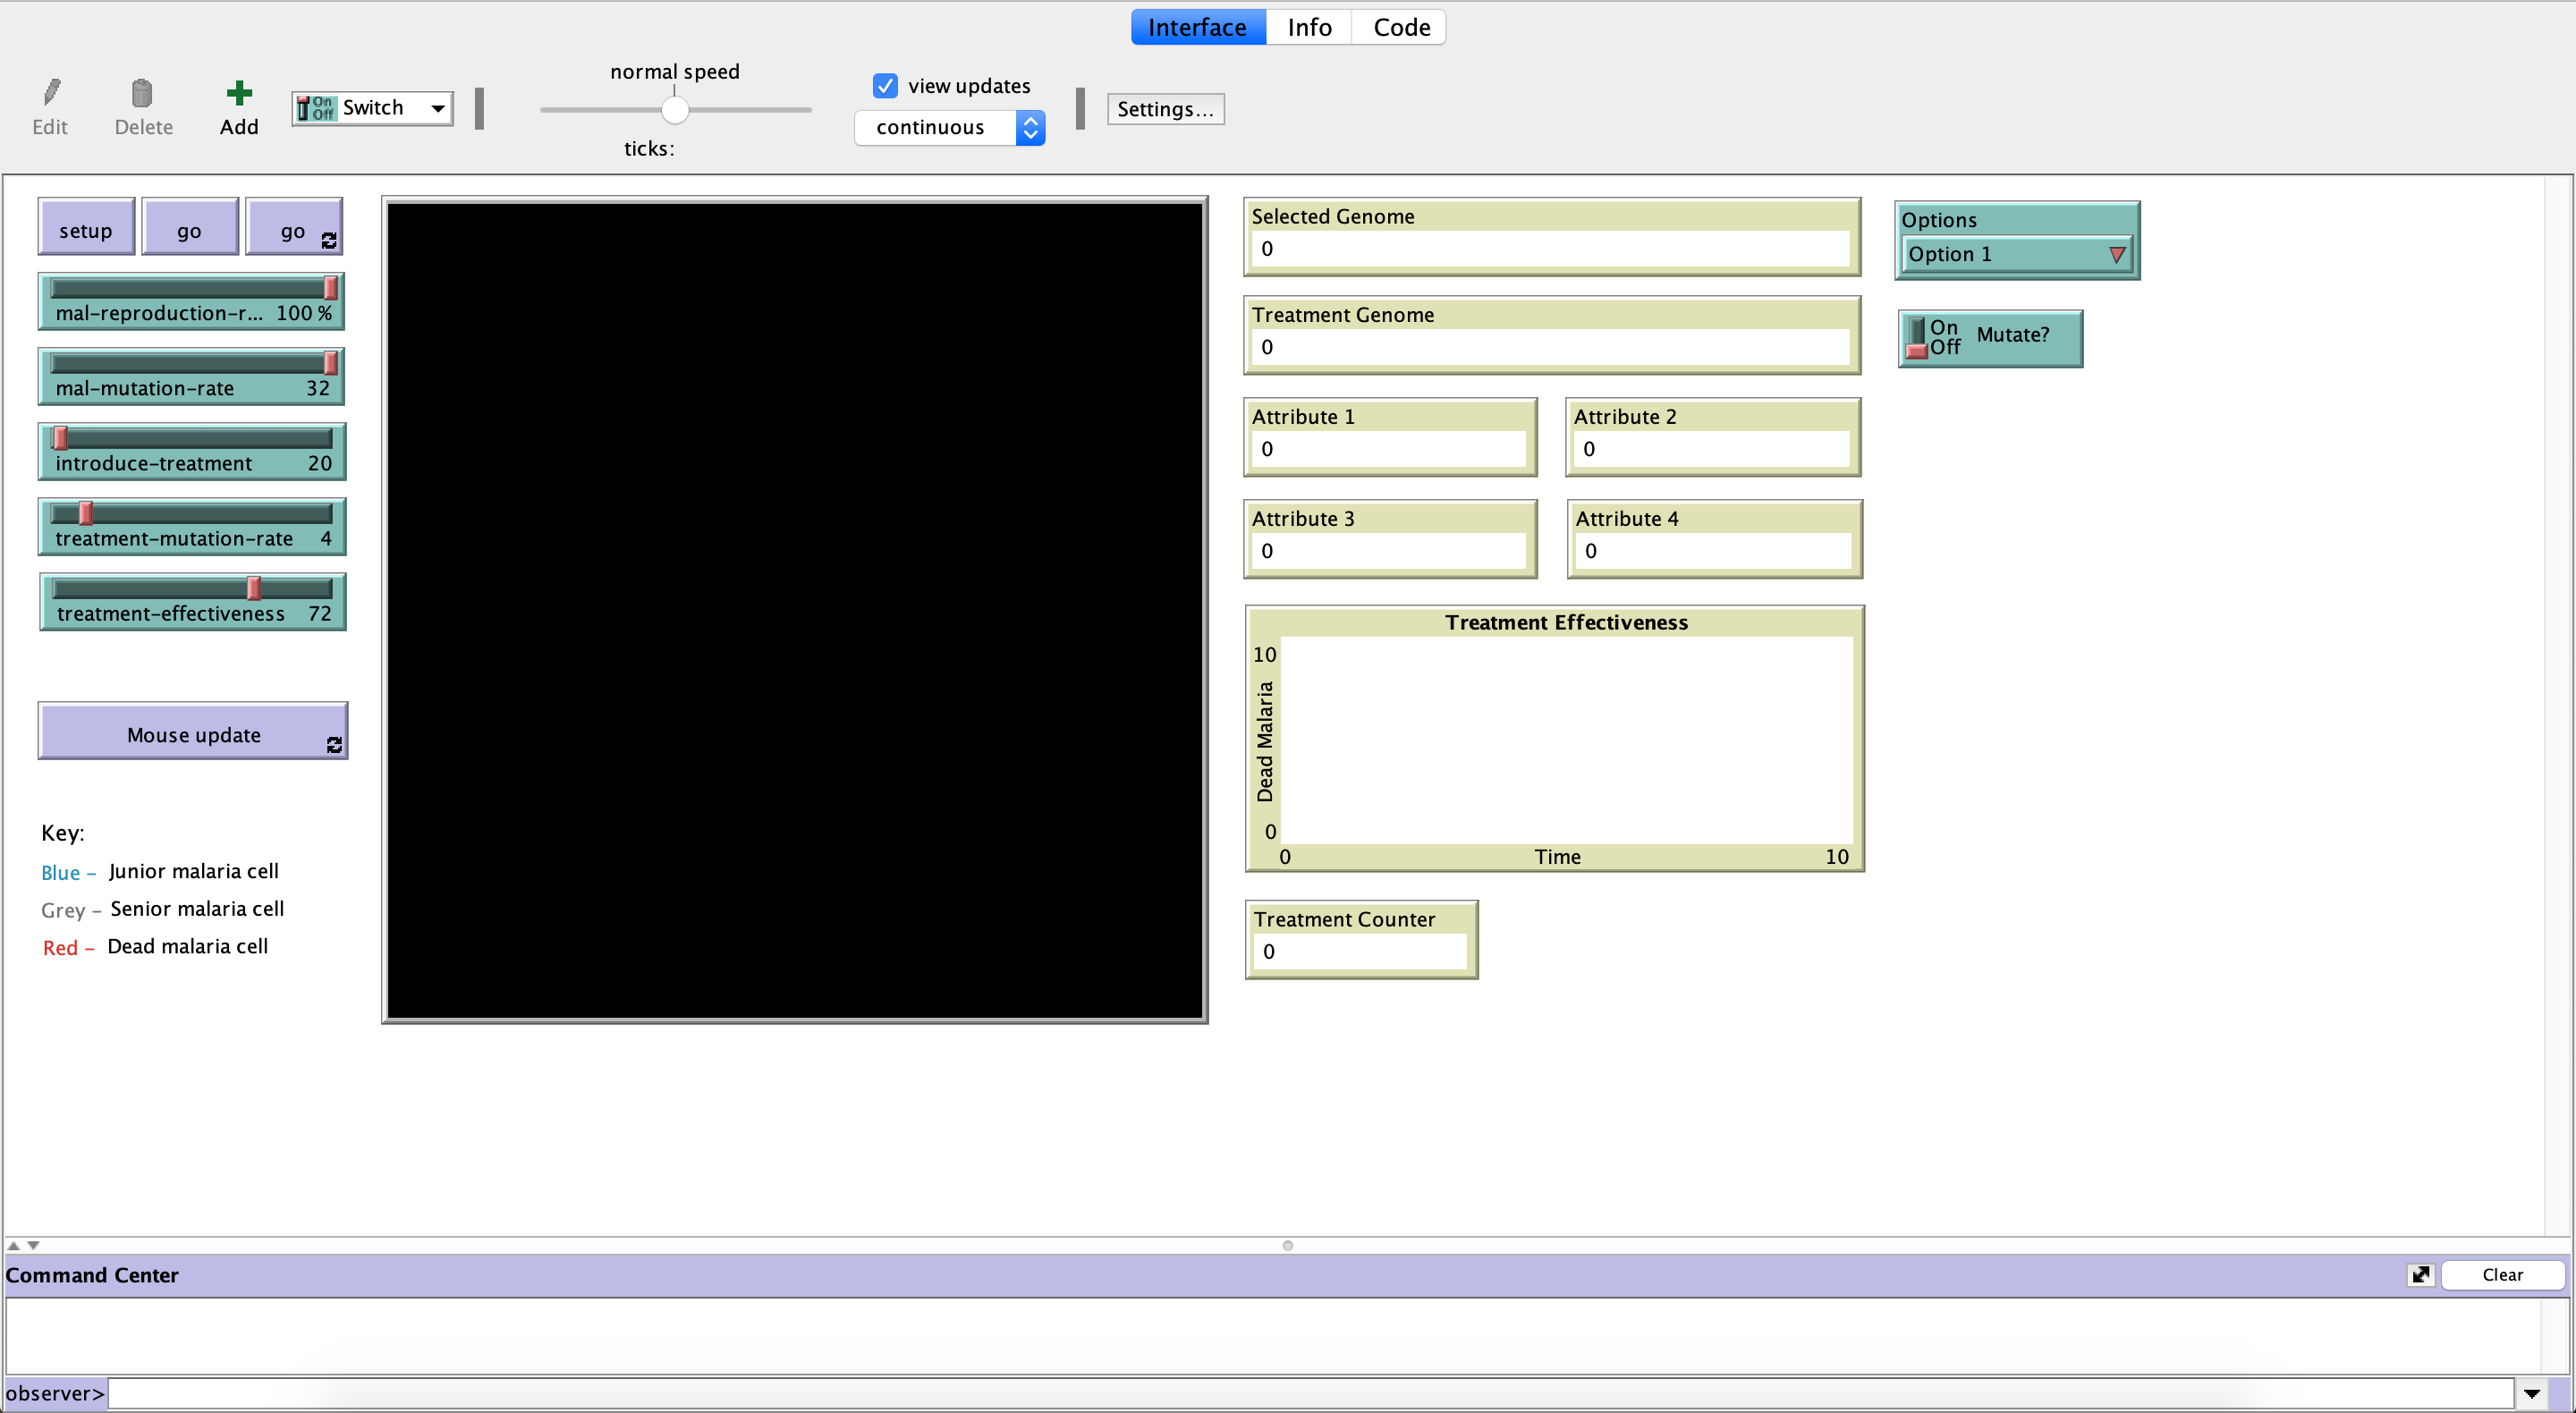 Interface Info Code
Edit Delete Add
On Off Switch
normal speed
ticks:
view updates
continuous
Settings...
setup go go
mal-reproduction-r... 100 %
mal-mutation-rate 32
introduce-treatment 20
treatment-mutation-rate 4
treatment-effectiveness 72
Mouse update
Key:
Blue - Junior malaria cell
Grey - Senior malaria cell
Red - Dead malaria cell
Selected Genome
0
Treatment Genome
0
Attribute 1
0
Attribute 2
0
Attribute 3
0
Attribute 4
0
Treatment Effectiveness
10
Dead Malaria
0
0 Time 10
Treatment Counter
0
Options
Option 1
On
Off
Mutate?
Command Center
Clear
observer>